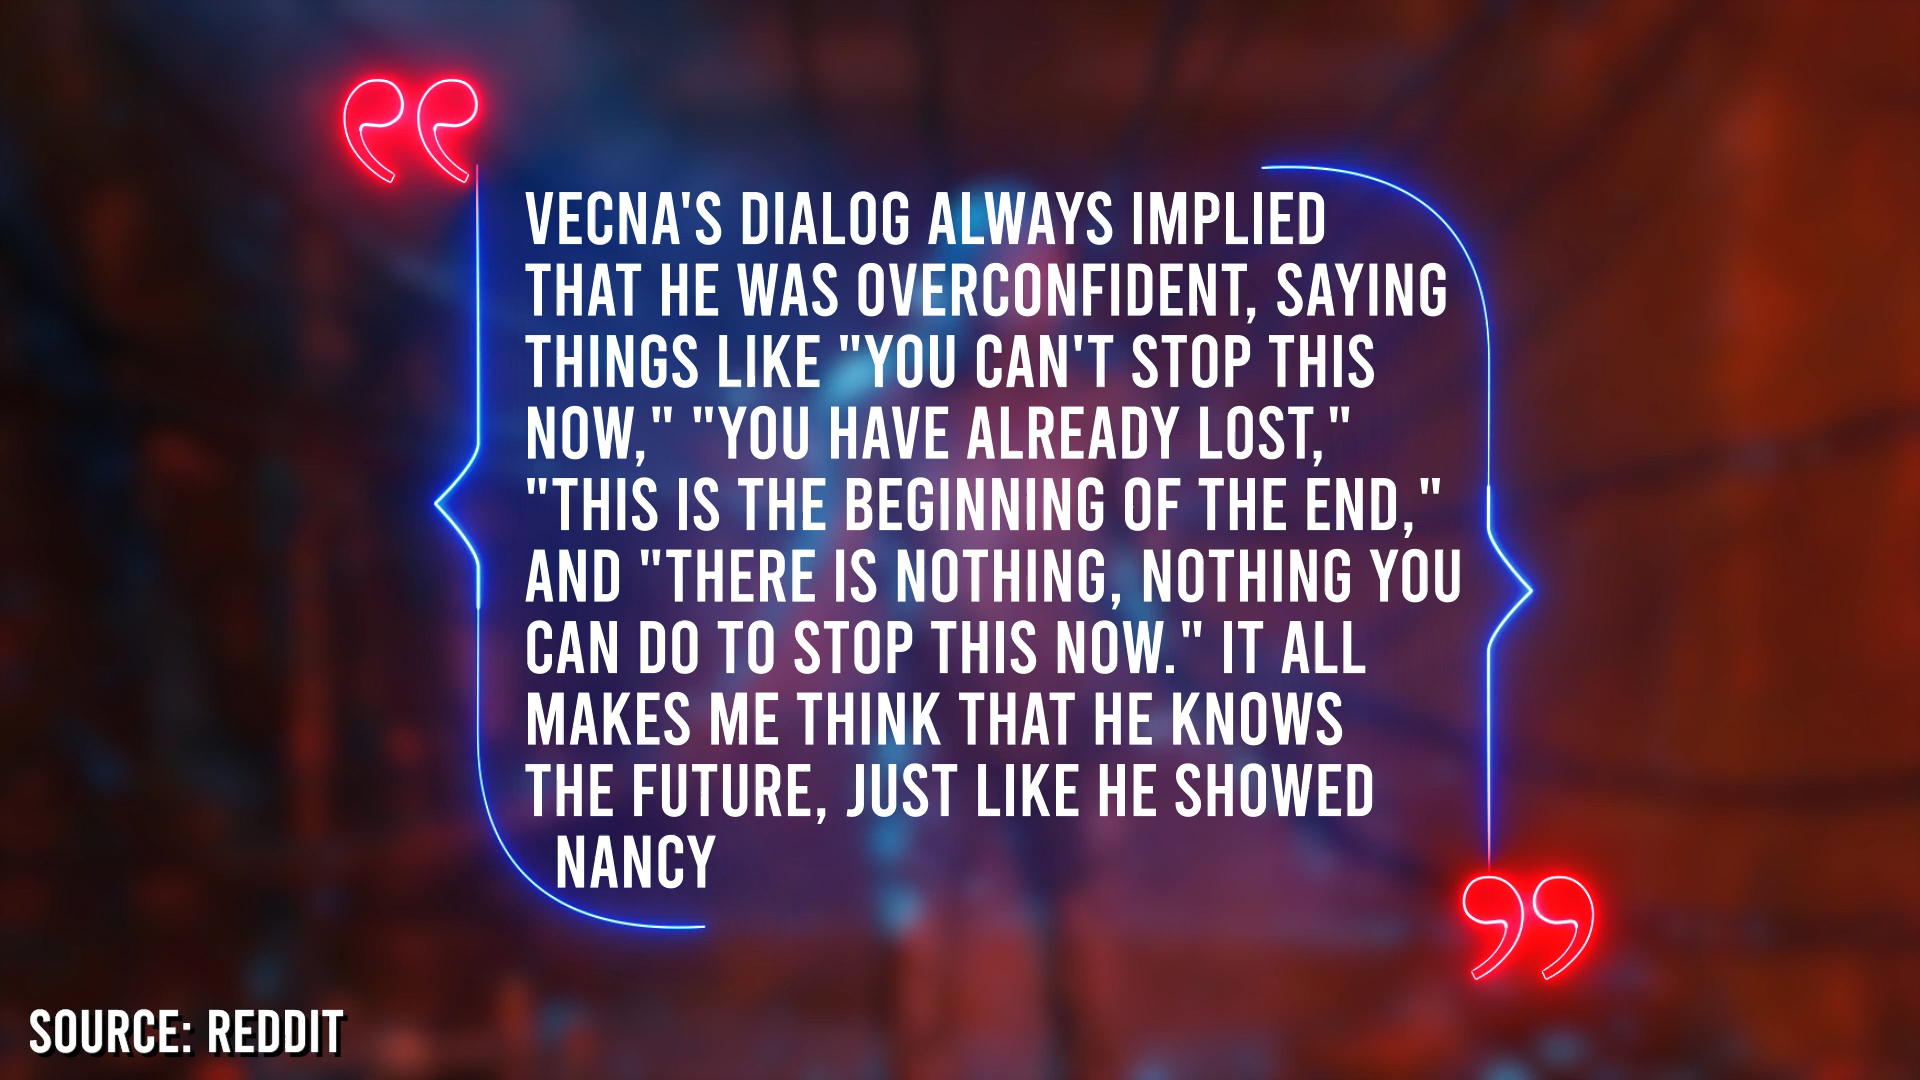 VECNA'S DIALOG ALWAYS IMPLIED
THAT HE WAS OVERCONFIDENT, SAYING
THINGS LIKE "YOU CAN'T STOP THIS
NOW," "YOU HAVE ALREADY LOST,"
"THIS IS THE BEGINNING OF THE END,"
AND "THERE IS NOTHING, NOTHING YOU
CAN DO TO STOP THIS NOW." IT ALL
MAKES ME THINK THAT HE KNOWS
THE FUTURE, JUST LIKE HE SHOWED
NANCY
SOURCE: REDDIT